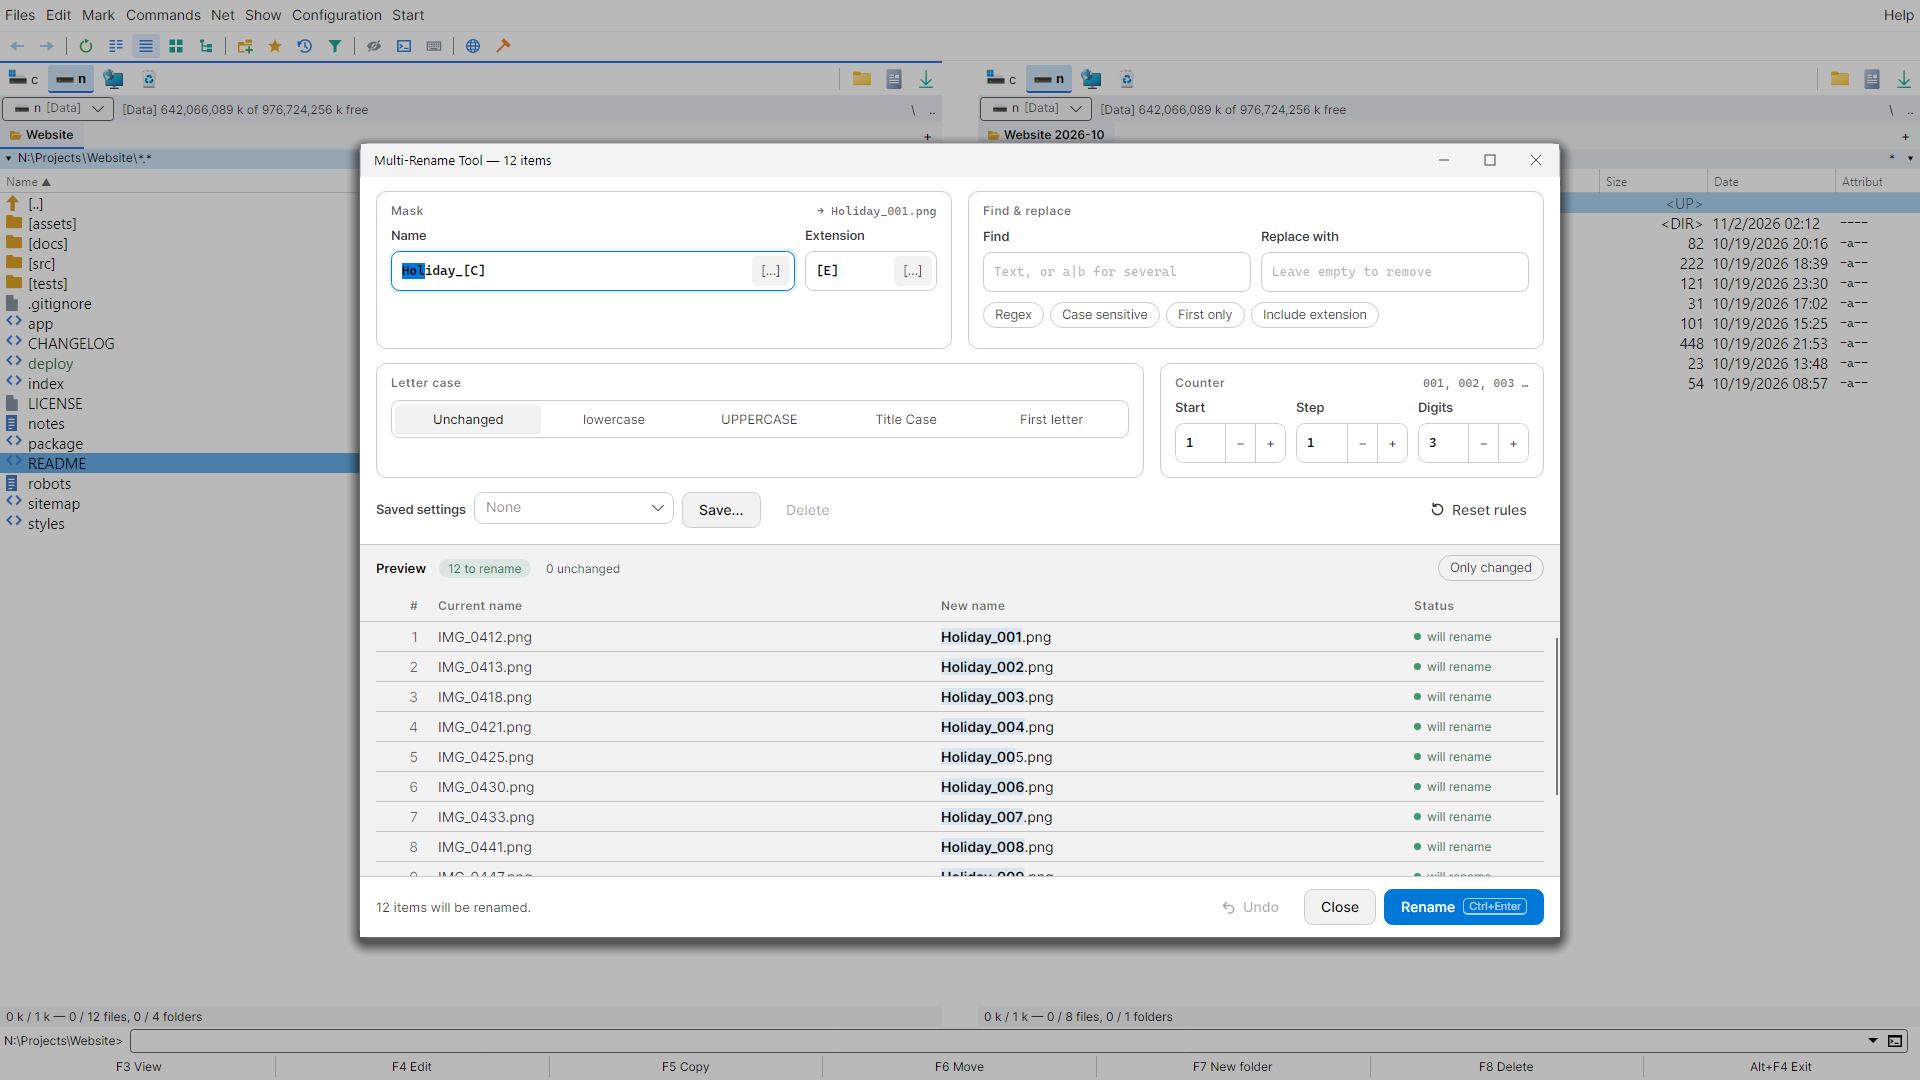 Files Edit Mark Commands Net Show Configuration Start Help
c n
c n
n [Data] [Data] 642,066,089 k of 976,724,256 k free \ ..
n [Data] [Data] 642,066,089 k of 976,724,256 k free \ ..
Website +
Website 2026-10 +
N:\Projects\Website\*.*
* 
Name
Size Date Attribut
[..]
[assets]
[docs]
[src]
[tests]
.gitignore
app
CHANGELOG
deploy
index
LICENSE
notes
package
README
robots
sitemap
styles
<UP>
<DIR> 11/2/2026 02:12 ----
82 10/19/2026 20:16 -a--
222 10/19/2026 18:39 -a--
121 10/19/2026 23:30 -a--
31 10/19/2026 17:02 -a--
101 10/19/2026 15:25 -a--
448 10/19/2026 21:53 -a--
23 10/19/2026 13:48 -a--
54 10/19/2026 08:57 -a--
Multi-Rename Tool — 12 items
Mask → Holiday_001.png
Name Extension
Holiday_[C] [...] [E] [...]
Find & replace
Find Replace with
Text, or a|b for several Leave empty to remove
Regex Case sensitive First only Include extension
Letter case
Unchanged lowercase UPPERCASE Title Case First letter
Counter 001, 002, 003 …
Start Step Digits
1 − + 1 − + 3 − +
Saved settings None Save... Delete Reset rules
Preview 12 to rename 0 unchanged Only changed
# Current name New name Status
1 IMG_0412.png Holiday_001.png will rename
2 IMG_0413.png Holiday_002.png will rename
3 IMG_0418.png Holiday_003.png will rename
4 IMG_0421.png Holiday_004.png will rename
5 IMG_0425.png Holiday_005.png will rename
6 IMG_0430.png Holiday_006.png will rename
7 IMG_0433.png Holiday_007.png will rename
8 IMG_0441.png Holiday_008.png will rename
9 IMG_0447.png Holiday_009.png will rename
12 items will be renamed. Undo Close Rename Ctrl+Enter
0 k / 1 k — 0 / 12 files, 0 / 4 folders
0 k / 1 k — 0 / 8 files, 0 / 1 folders
N:\Projects\Website>
F3 View F4 Edit F5 Copy F6 Move F7 New folder F8 Delete Alt+F4 Exit